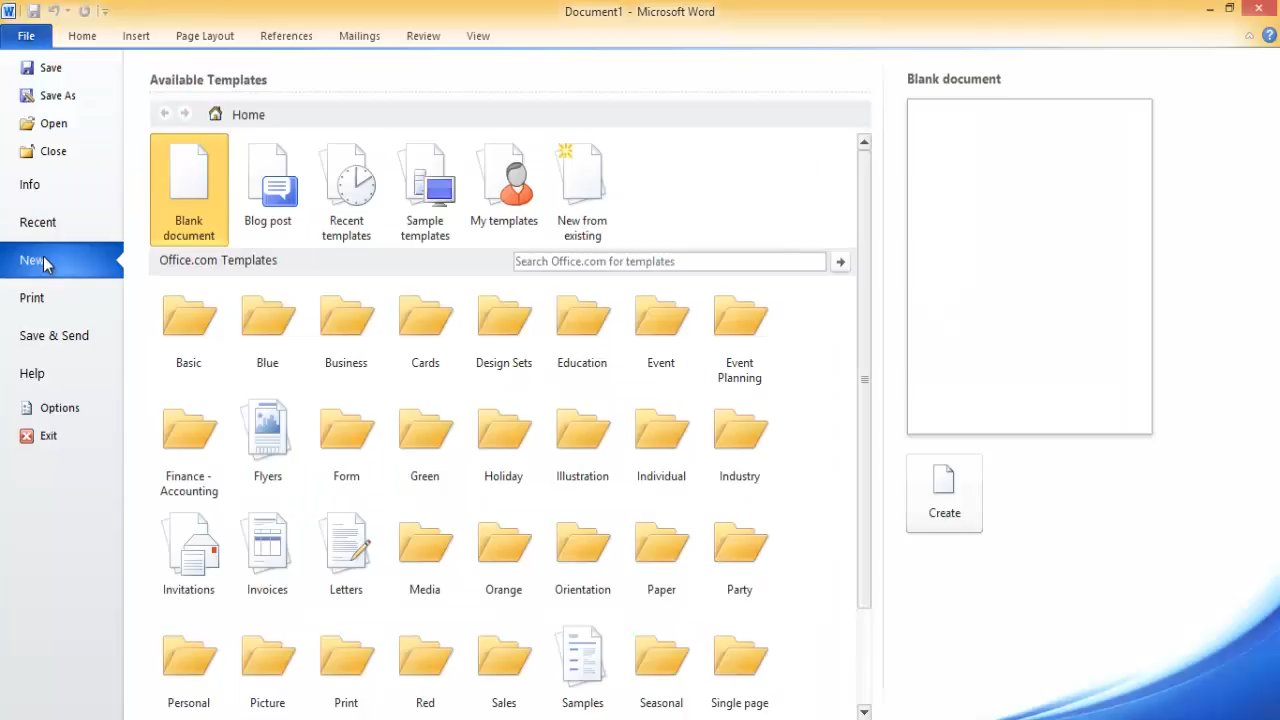 Document1 - Microsoft Word
File Home Insert Page Layout References Mailings Review View
Save
Save As
Open
Close
Info
Recent
New
Print
Save & Send
Help
Options
Exit
Available Templates
Home
Blank document
Blog post
Recent templates
Sample templates
My templates
New from existing
Office.com Templates
Search Office.com for templates
Basic
Blue
Business
Cards
Design Sets
Education
Event
Event Planning
Finance - Accounting
Flyers
Form
Green
Holiday
Illustration
Individual
Industry
Invitations
Invoices
Letters
Media
Orange
Orientation
Paper
Party
Personal
Picture
Print
Red
Sales
Samples
Seasonal
Single page
Blank document
Create